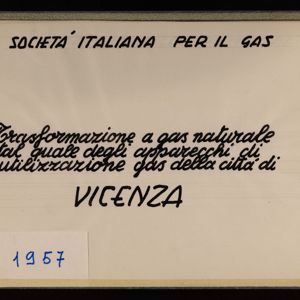 SOCIETA' ITALIANA PER IL GAS
Trasformazione a gas naturale
tal quale degli apparecchi di
utilizzazione gas della città di
VICENZA
1957